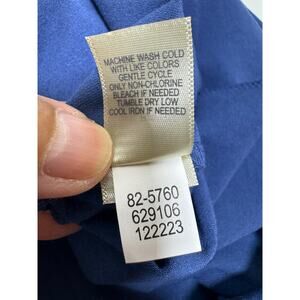 MACHINE WASH COLD
WITH LIKE COLORS
GENTLE CYCLE
ONLY NON-CHLORINE
BLEACH IF NEEDED
TUMBLE DRY LOW
COOL IRON IF NEEDED
82-5760
629106
122223